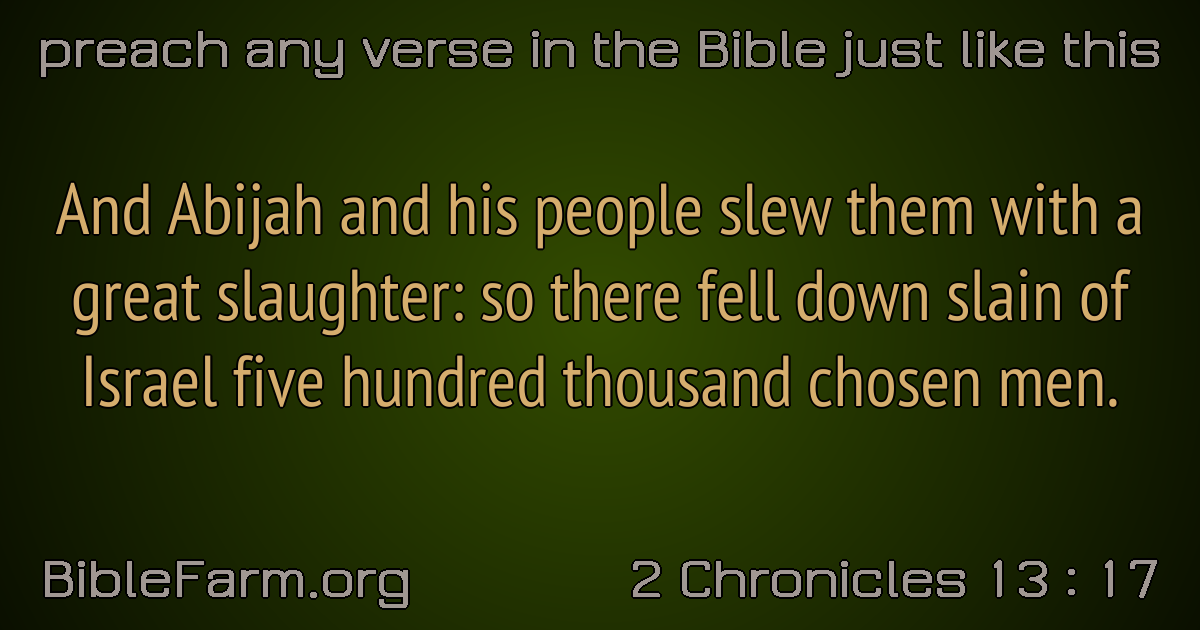 preach any verse in the Bible just like this
And Abijah and his people slew them with a
great slaughter: so there fell down slain of
Israel five hundred thousand chosen men.
BibleFarm.org
2 Chronicles 13 : 17